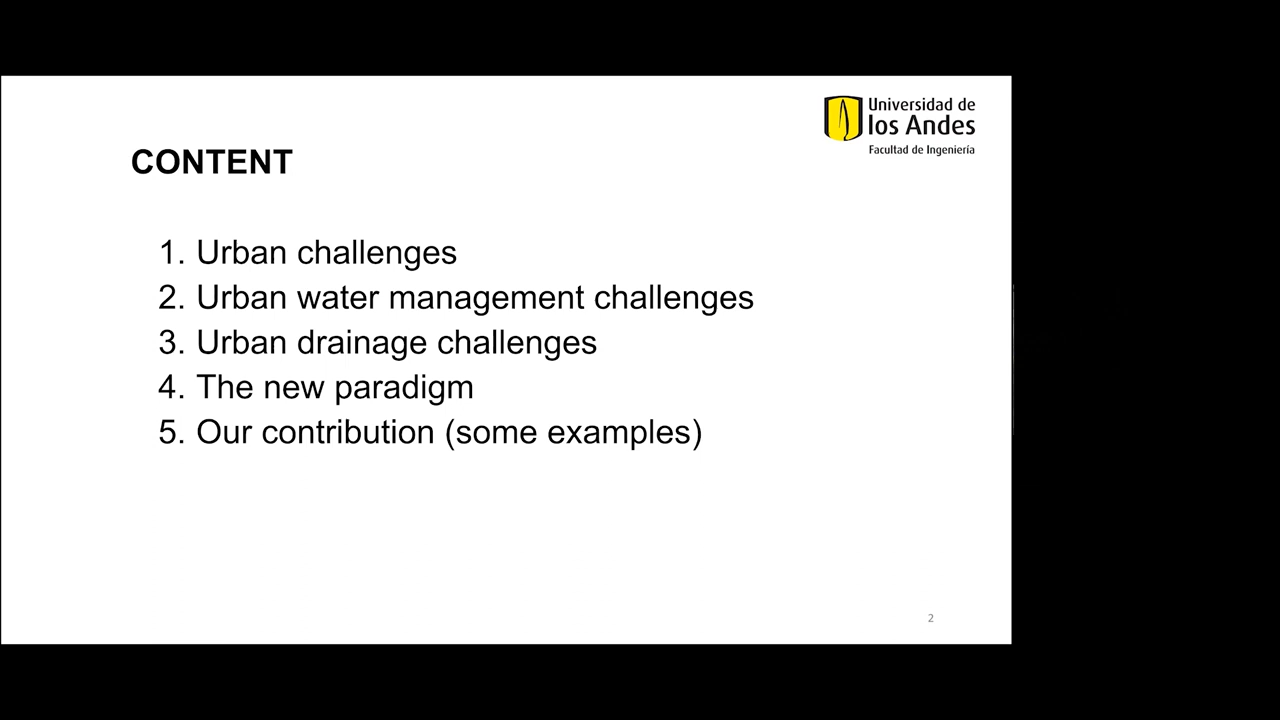 Universidad de
los Andes
Facultad de Ingeniería
CONTENT
1. Urban challenges
2. Urban water management challenges
3. Urban drainage challenges
4. The new paradigm
5. Our contribution (some examples)
2